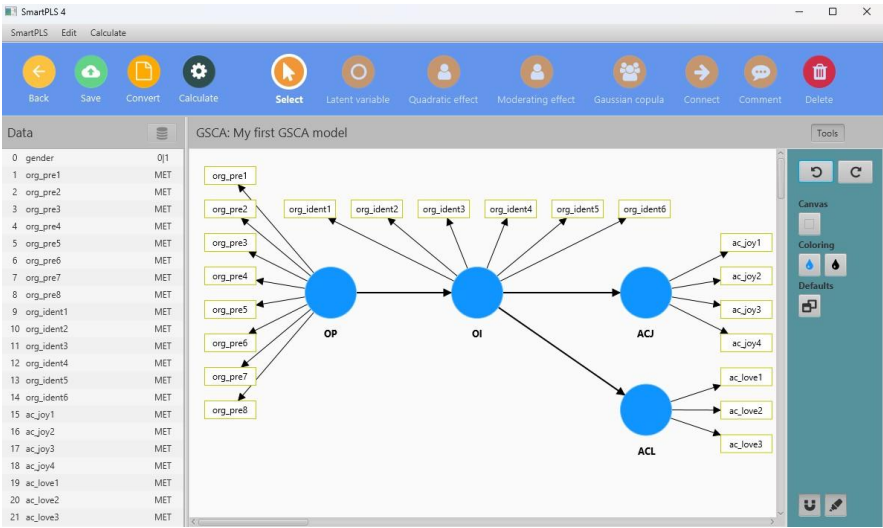 SmartPLS 4
SmartPLS Edit Calculate
Back Save Convert Calculate Select Latent variable Quadratic effect Moderating effect Gaussian copula Connect Comment Delete
Data
GSCA: My first GSCA model
Tools
0 gender 0|1
1 org_pre1 MET
2 org_pre2 MET
3 org_pre3 MET
4 org_pre4 MET
5 org_pre5 MET
6 org_pre6 MET
7 org_pre7 MET
8 org_pre8 MET
9 org_ident1 MET
10 org_ident2 MET
11 org_ident3 MET
12 org_ident4 MET
13 org_ident5 MET
14 org_ident6 MET
15 ac_joy1 MET
16 ac_joy2 MET
17 ac_joy3 MET
18 ac_joy4 MET
19 ac_love1 MET
20 ac_love2 MET
21 ac_love3 MET
org_pre1
org_pre2 org_ident1 org_ident2 org_ident3 org_ident4 org_ident5 org_ident6
org_pre3 ac_joy1
org_pre4 ac_joy2
org_pre5 ac_joy3
OP OI ACJ
org_pre6 ac_joy4
org_pre7 ac_love1
org_pre8 ac_love2
ac_love3
ACL
Canvas
Coloring
Defaults